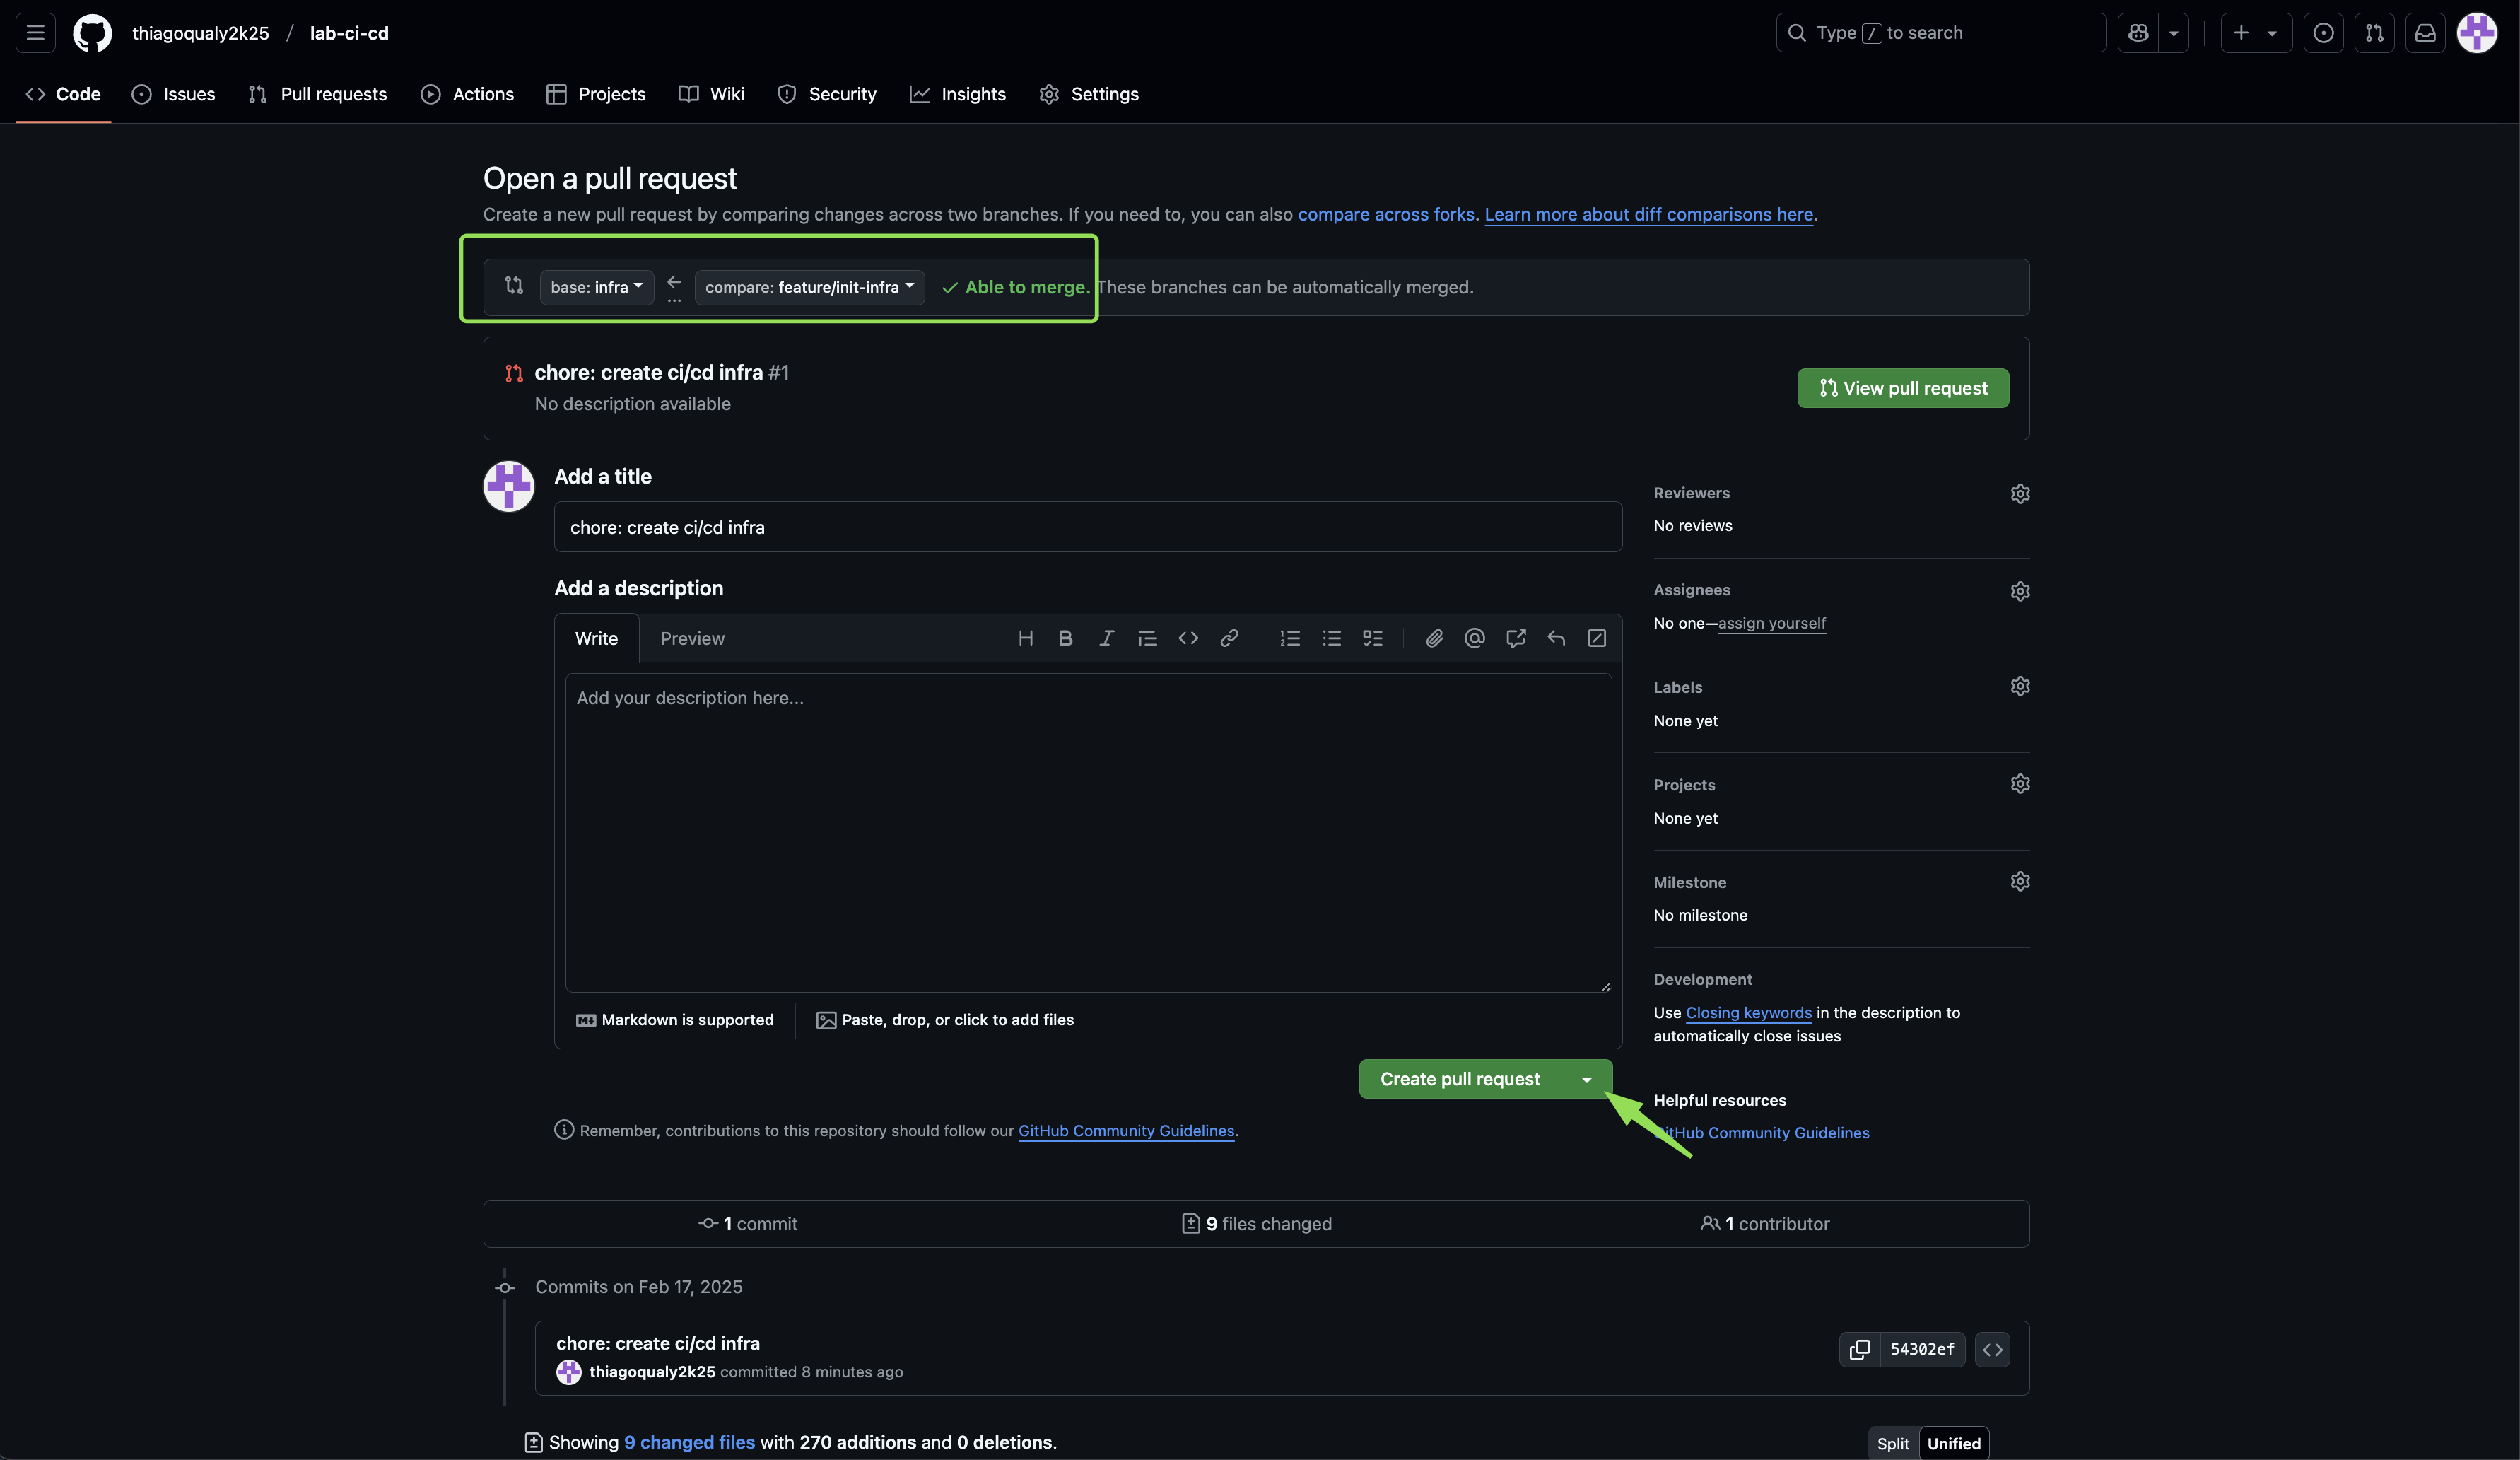 thiagoqualy2k25 / lab-ci-cd
Type / to search
Code Issues Pull requests Actions Projects Wiki Security Insights Settings
Open a pull request
Create a new pull request by comparing changes across two branches. If you need to, you can also compare across forks. Learn more about diff comparisons here.
base: infra ... compare: feature/init-infra Able to merge. These branches can be automatically merged.
chore: create ci/cd infra #1
No description available
View pull request
Add a title
chore: create ci/cd infra
Add a description
Write Preview
Add your description here...
Markdown is supported
Paste, drop, or click to add files
Create pull request
Remember, contributions to this repository should follow our GitHub Community Guidelines.
Reviewers
No reviews
Assignees
No one—assign yourself
Labels
None yet
Projects
None yet
Milestone
No milestone
Development
Use Closing keywords in the description to
automatically close issues
Helpful resources
GitHub Community Guidelines
1 commit
9 files changed
1 contributor
Commits on Feb 17, 2025
chore: create ci/cd infra
thiagoqualy2k25 committed 8 minutes ago
54302ef
Showing 9 changed files with 270 additions and 0 deletions.
Split Unified